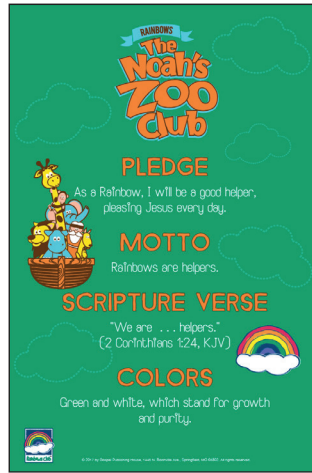 RAINBOWS
The
Noah's
ZOO
Club
PLEDGE
As a Rainbow, I will be a good helper,
pleasing Jesus every day.
MOTTO
Rainbows are helpers.
SCRIPTURE VERSE
"We are . . . helpers."
(2 Corinthians 1:24, KJV)
COLORS
Green and white, which stand for growth
and purity.
RAINBOWS